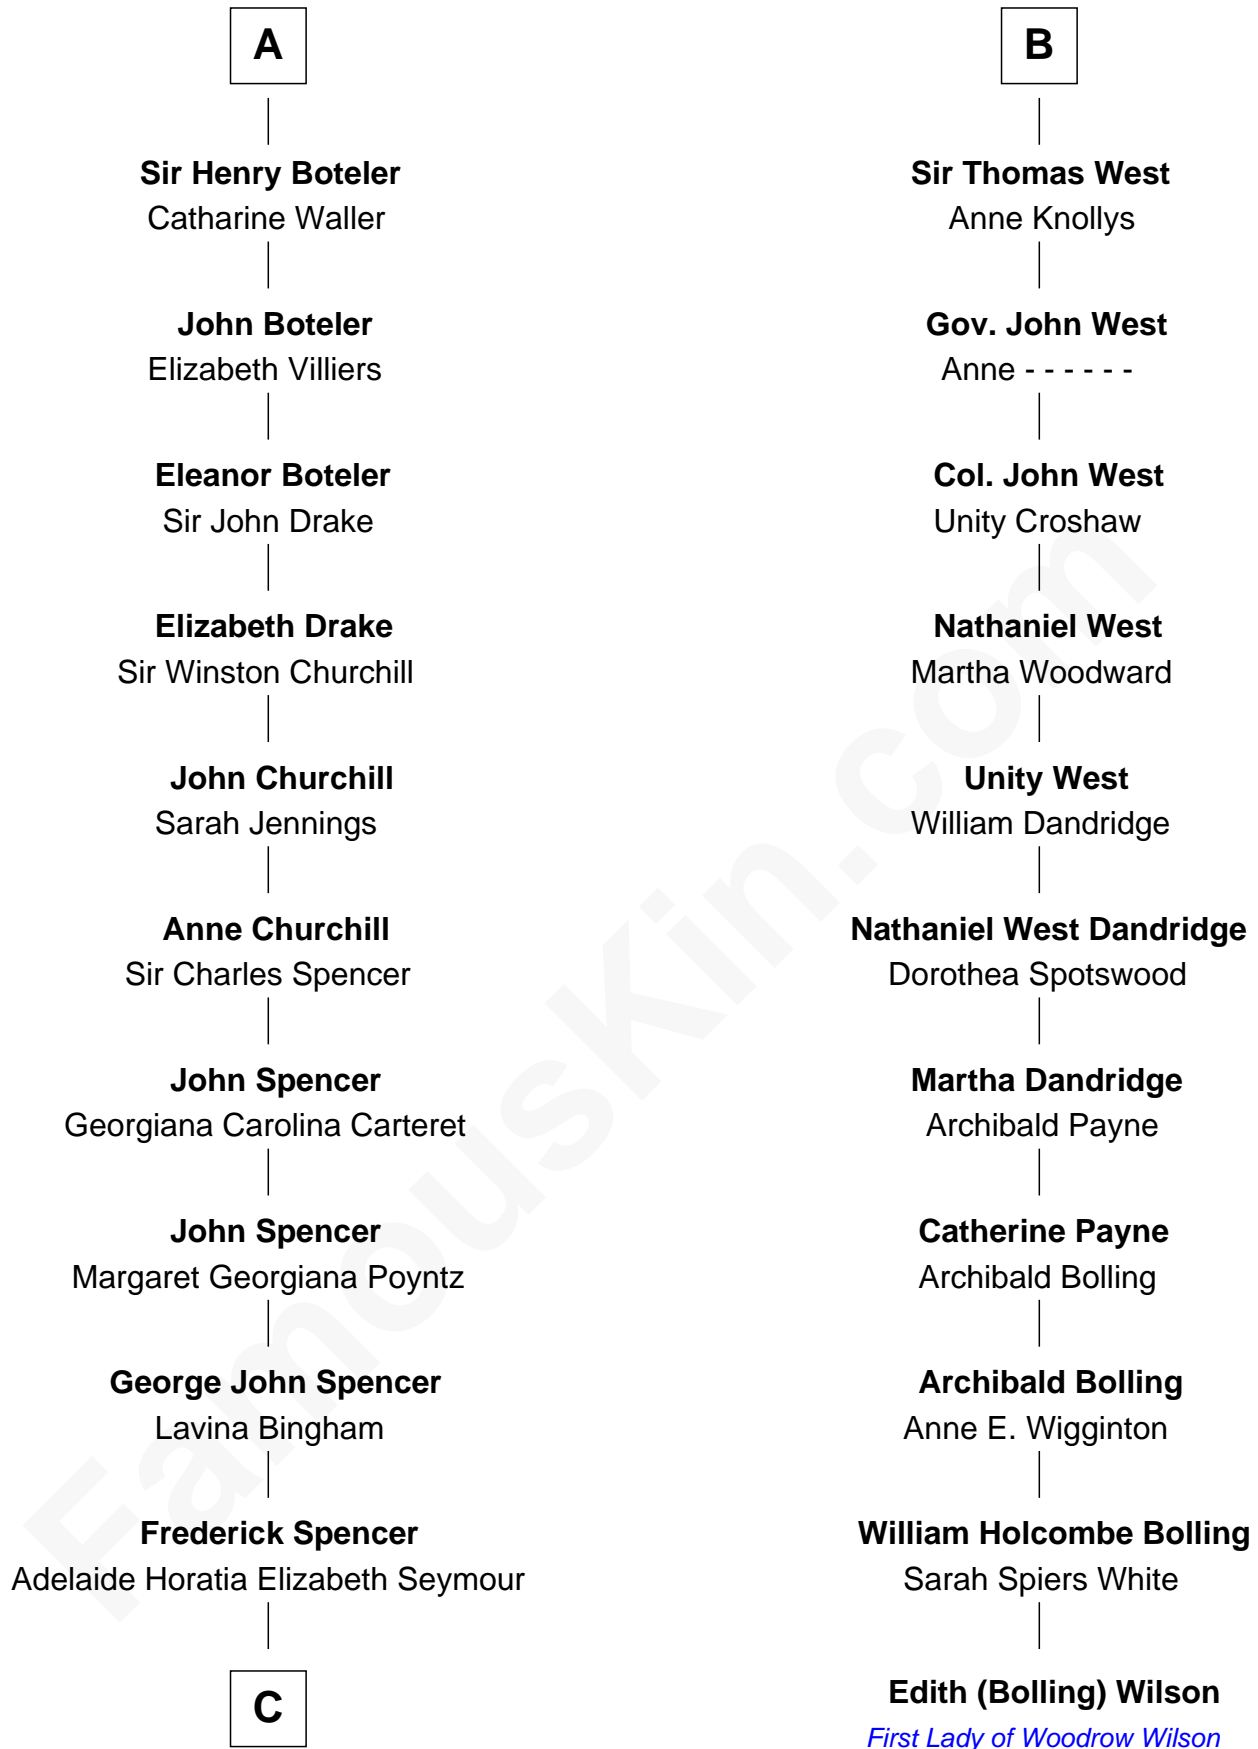 A
Sir Henry Boteler
Catharine Waller
John Boteler
Elizabeth Villiers
Eleanor Boteler
Sir John Drake
Elizabeth Drake
Sir Winston Churchill
John Churchill
Sarah Jennings
Anne Churchill
Sir Charles Spencer
John Spencer
Georgiana Carolina Carteret
John Spencer
Margaret Georgiana Poyntz
George John Spencer
Lavina Bingham
Frederick Spencer
Adelaide Horatia Elizabeth Seymour
C
B
Sir Thomas West
Anne Knollys
Gov. John West
Anne - - - - - -
Col. John West
Unity Croshaw
Nathaniel West
Martha Woodward
Unity West
William Dandridge
Nathaniel West Dandridge
Dorothea Spotswood
Martha Dandridge
Archibald Payne
Catherine Payne
Archibald Bolling
Archibald Bolling
Anne E. Wigginton
William Holcombe Bolling
Sarah Spiers White
Edith (Bolling) Wilson
First Lady of Woodrow Wilson
FamousKin.com